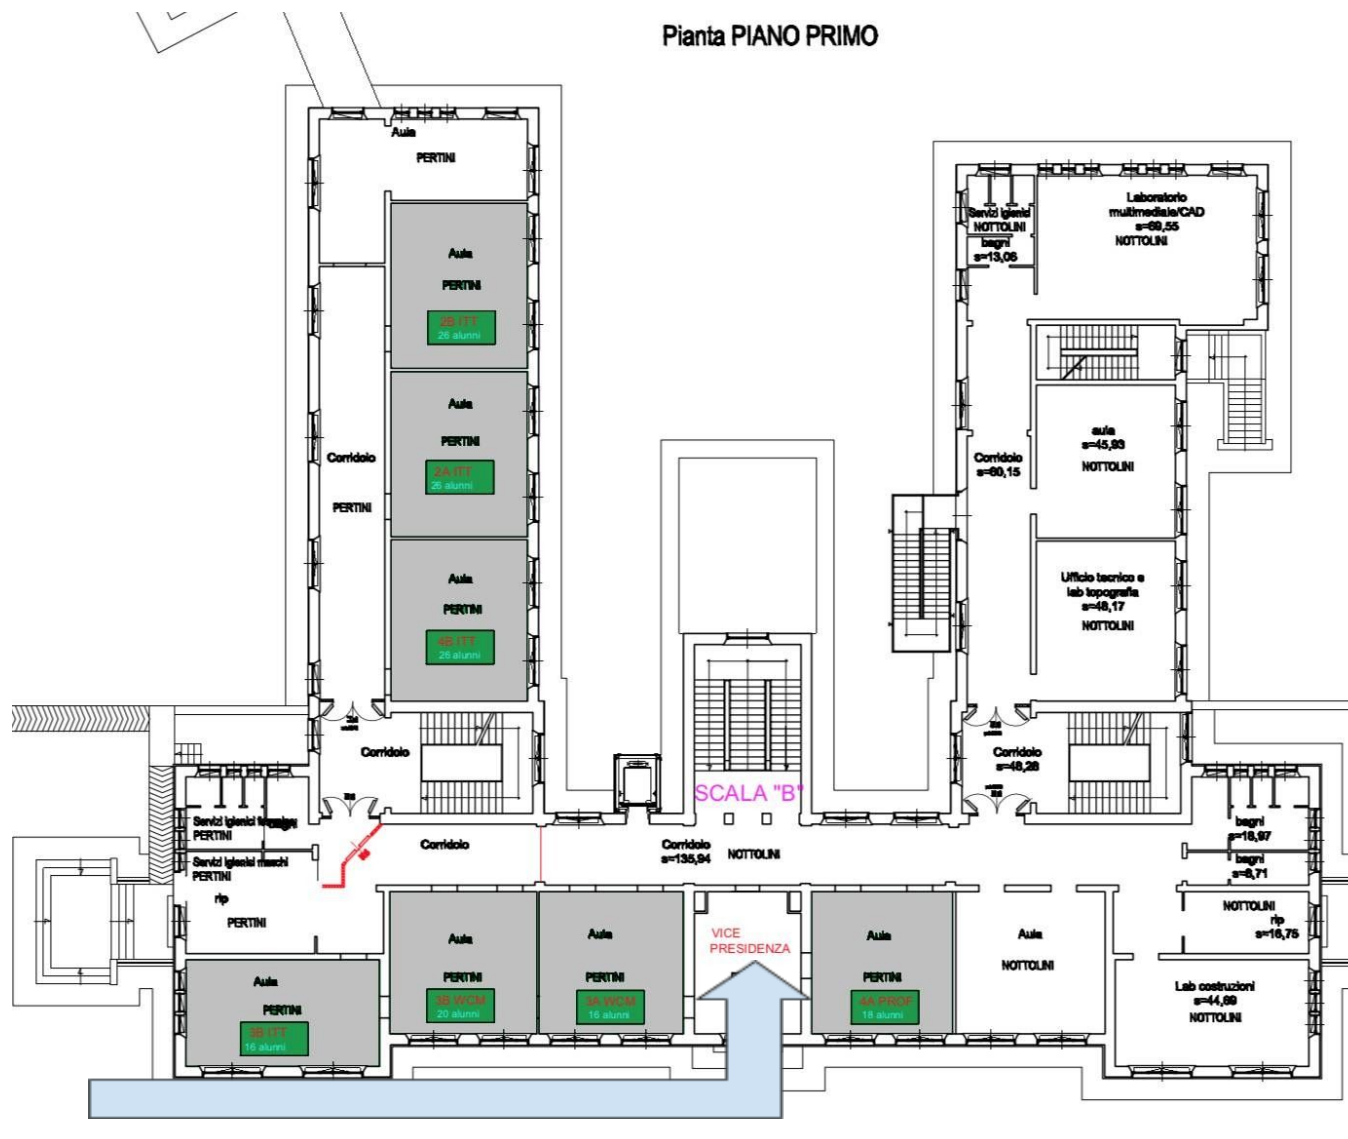 Pianta PIANO PRIMO
Aula
PERTINI
Aula
PERTINI
2B ITT
26 alunni
Aula
PERTINI
2A ITT
26 alunni
Corridoio
PERTINI
Aula
PERTINI
4B ITT
26 alunni
Corridoio
Servizi igienici
NOTTOLINI
bagni
s=13,06
Laboratorio
multimediale/CAD
s=69,55
NOTTOLINI
aula
s=45,93
NOTTOLINI
Corridoio
s=60,15
Ufficio tecnico e
lab topografia
s=48,17
NOTTOLINI
Corridoio
s=48,28
SCALA "B"
Servizi igienici
PERTINI
Servizi igienici maschi
PERTINI
rip
PERTINI
Corridoio
Corridoio
s=135,94
NOTTOLINI
bagni
s=18,97
bagni
s=8,71
NOTTOLINI
rip
s=16,75
Aula
PERTINI
3B ITT
16 alunni
Aula
PERTINI
3B WCM
20 alunni
Aula
PERTINI
3A WCM
16 alunni
VICE
PRESIDENZA
Aula
PERTINI
4A PROF
18 alunni
Aula
NOTTOLINI
Lab costruzioni
s=44,69
NOTTOLINI